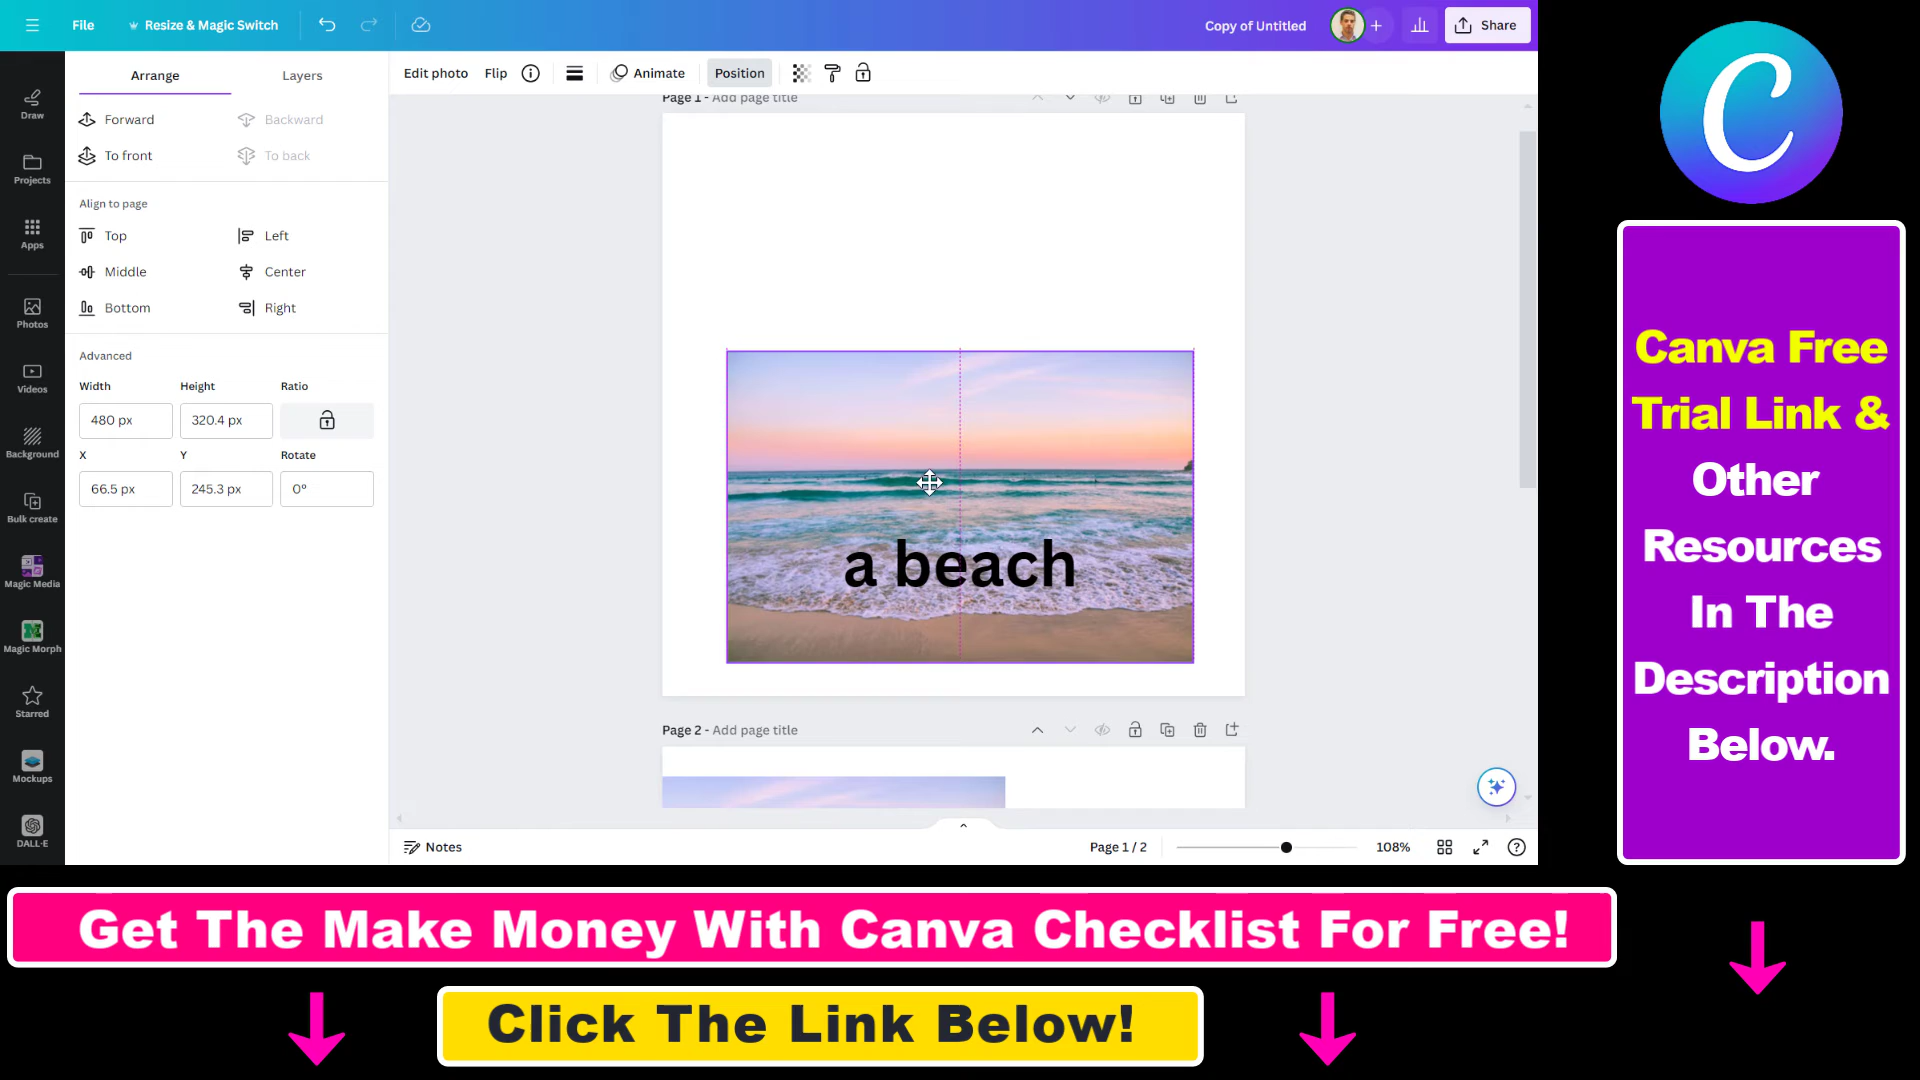 File
Resize & Magic Switch
Copy of Untitled
Share
Arrange
Layers
Edit photo
Flip
Animate
Position
Page 1 - Add page title
Forward
Backward
To front
To back
Align to page
Top
Left
Middle
Center
Bottom
Right
Advanced
Width
Height
Ratio
480 px
320.4 px
X
Y
Rotate
66.5 px
245.3 px
0°
Draw
Projects
Apps
Photos
Videos
Background
Bulk create
Magic Media
Magic Morph
Starred
Mockups
DALL·E
a beach
Page 2 - Add page title
Notes
Page 1 / 2
108%
C
Canva Free
Trial Link &
Other
Resources
In The
Description
Below.
Get The Make Money With Canva Checklist For Free!
Click The Link Below!